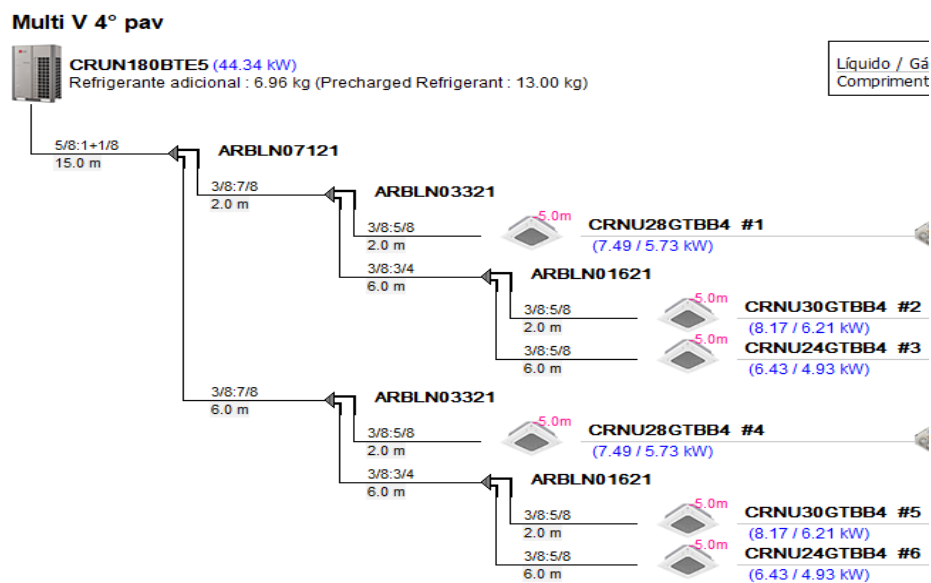 Multi V 4° pav
CRUN180BTE5 (44.34 kW)
Refrigerante adicional : 6.96 kg (Precharged Refrigerant : 13.00 kg)
Líquido / Gá
Compriment
5/8:1+1/8
15.0 m
ARBLN07121
3/8:7/8
2.0 m
ARBLN03321
3/8:5/8
2.0 m
-5.0m
CRNU28GTBB4 #1
(7.49 / 5.73 kW)
3/8:3/4
6.0 m
ARBLN01621
3/8:5/8
2.0 m
-5.0m
CRNU30GTBB4 #2
(8.17 / 6.21 kW)
3/8:5/8
6.0 m
-5.0m
CRNU24GTBB4 #3
(6.43 / 4.93 kW)
3/8:7/8
6.0 m
ARBLN03321
3/8:5/8
2.0 m
-5.0m
CRNU28GTBB4 #4
(7.49 / 5.73 kW)
3/8:3/4
6.0 m
ARBLN01621
3/8:5/8
2.0 m
-5.0m
CRNU30GTBB4 #5
(8.17 / 6.21 kW)
3/8:5/8
6.0 m
-5.0m
CRNU24GTBB4 #6
(6.43 / 4.93 kW)